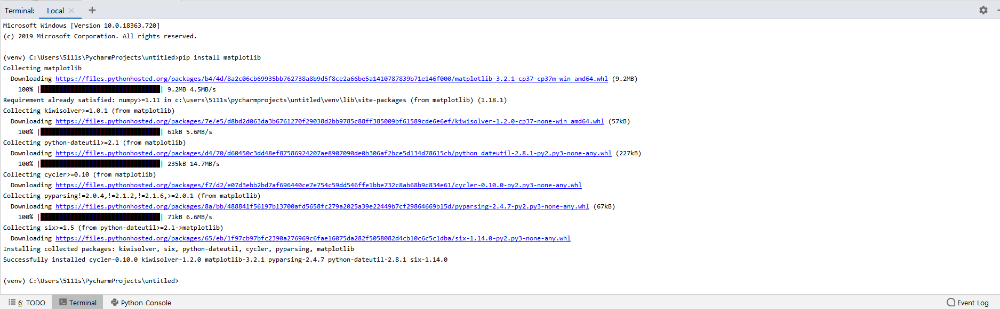 Terminal: Local × +
Microsoft Windows [Version 10.0.18363.720]
(c) 2019 Microsoft Corporation. All rights reserved.
(venv) C:\Users\5111s\PycharmProjects\untitled>pip install matplotlib
Collecting matplotlib
Downloading https://files.pythonhosted.org/packages/b4/4d/8a2c06cb69935bb762738a8b9d5f8ce2a66be5a1410787839b71e146f000/matplotlib-3.2.1-cp37-cp37m-win_amd64.whl (9.2MB)
100% |████████████████████████████████| 9.2MB 4.5MB/s
Requirement already satisfied: numpy>=1.11 in c:\users\5111s\pycharmprojects\untitled\venv\lib\site-packages (from matplotlib) (1.18.1)
Collecting kiwisolver>=1.0.1 (from matplotlib)
Downloading https://files.pythonhosted.org/packages/7e/e5/d8bd2d063da3b6761270f29038d2bb9785c88ff385009bf61589cde6e6ef/kiwisolver-1.2.0-cp37-none-win_amd64.whl (57kB)
100% |████████████████████████████████| 61kB 5.6MB/s
Collecting python-dateutil>=2.1 (from matplotlib)
Downloading https://files.pythonhosted.org/packages/d4/70/d60450c3dd48ef87586924207ae8907090de0b306af2bce5d134d78615cb/python_dateutil-2.8.1-py2.py3-none-any.whl (227kB)
100% |████████████████████████████████| 235kB 14.7MB/s
Collecting cycler>=0.10 (from matplotlib)
Downloading https://files.pythonhosted.org/packages/f7/d2/e07d3ebb2bd7af696440ce7e754c59dd546ffe1bbe732c8ab68b9c834e61/cycler-0.10.0-py2.py3-none-any.whl
Collecting pyparsing!=2.0.4,!=2.1.2,!=2.1.6,>=2.0.1 (from matplotlib)
Downloading https://files.pythonhosted.org/packages/8a/bb/488841f56197b13700afd5658fc279a2025a39e22449b7cf29864669b15d/pyparsing-2.4.7-py2.py3-none-any.whl (67kB)
100% |████████████████████████████████| 71kB 6.6MB/s
Collecting six>=1.5 (from python-dateutil>=2.1->matplotlib)
Downloading https://files.pythonhosted.org/packages/65/eb/1f97cb97bfc2390a276969c6fae16075da282f5058082d4cb10c6c5c1dba/six-1.14.0-py2.py3-none-any.whl
Installing collected packages: kiwisolver, six, python-dateutil, cycler, pyparsing, matplotlib
Successfully installed cycler-0.10.0 kiwisolver-1.2.0 matplotlib-3.2.1 pyparsing-2.4.7 python-dateutil-2.8.1 six-1.14.0
(venv) C:\Users\5111s\PycharmProjects\untitled>
6: TODO Terminal Python Console Event Log